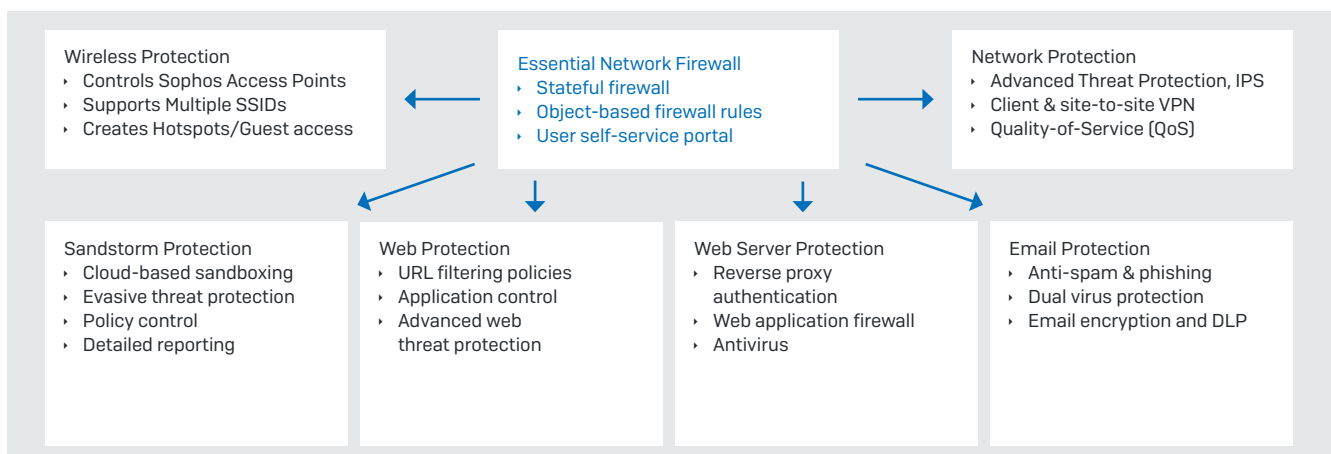 Wireless Protection
‣ Controls Sophos Access Points
‣ Supports Multiple SSIDs
‣ Creates Hotspots/Guest access
Essential Network Firewall
‣ Stateful firewall
‣ Object-based firewall rules
‣ User self-service portal
Network Protection
‣ Advanced Threat Protection, IPS
‣ Client & site-to-site VPN
‣ Quality-of-Service (QoS)
Sandstorm Protection
‣ Cloud-based sandboxing
‣ Evasive threat protection
‣ Policy control
‣ Detailed reporting
Web Protection
‣ URL filtering policies
‣ Application control
‣ Advanced web
threat protection
Web Server Protection
‣ Reverse proxy
authentication
‣ Web application firewall
‣ Antivirus
Email Protection
‣ Anti-spam & phishing
‣ Dual virus protection
‣ Email encryption and DLP